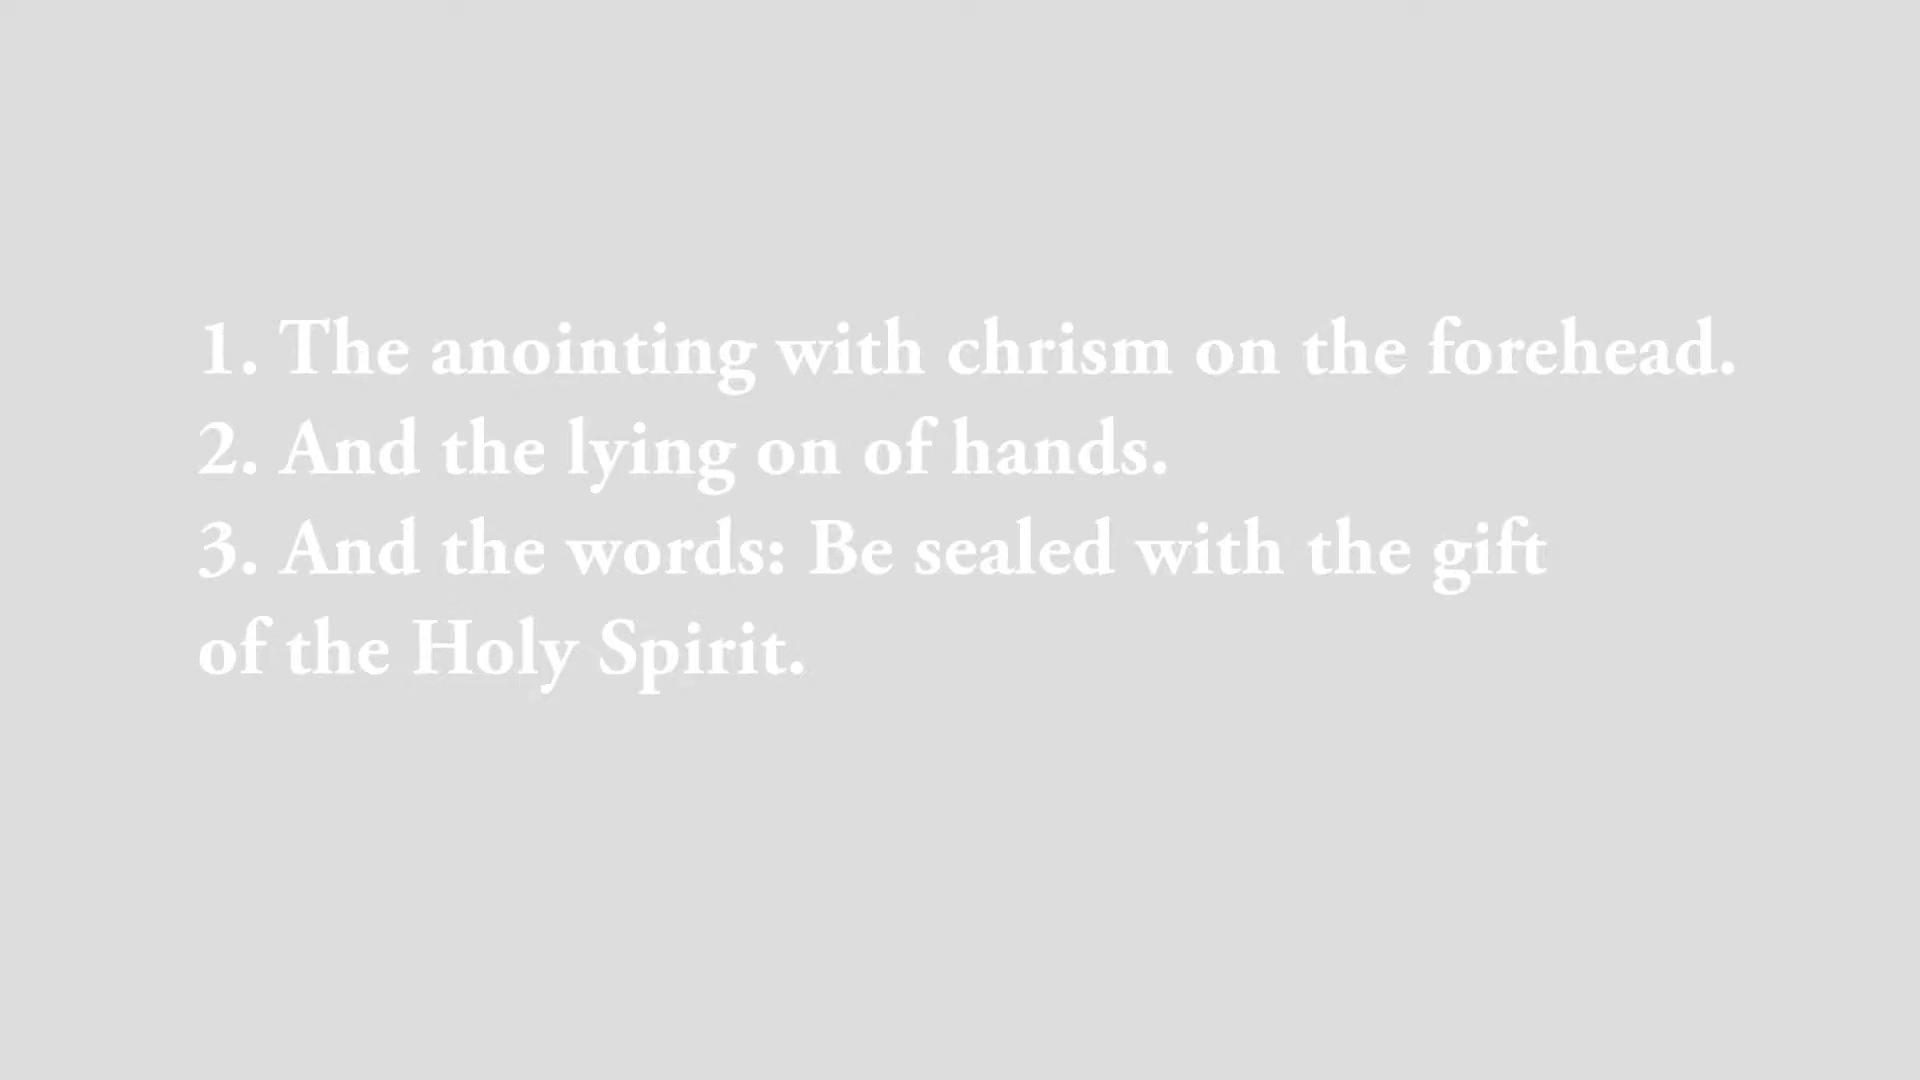 1. The anointing with chrism on the forehead.
2. And the lying on of hands.
3. And the words: Be sealed with the gift
of the Holy Spirit.